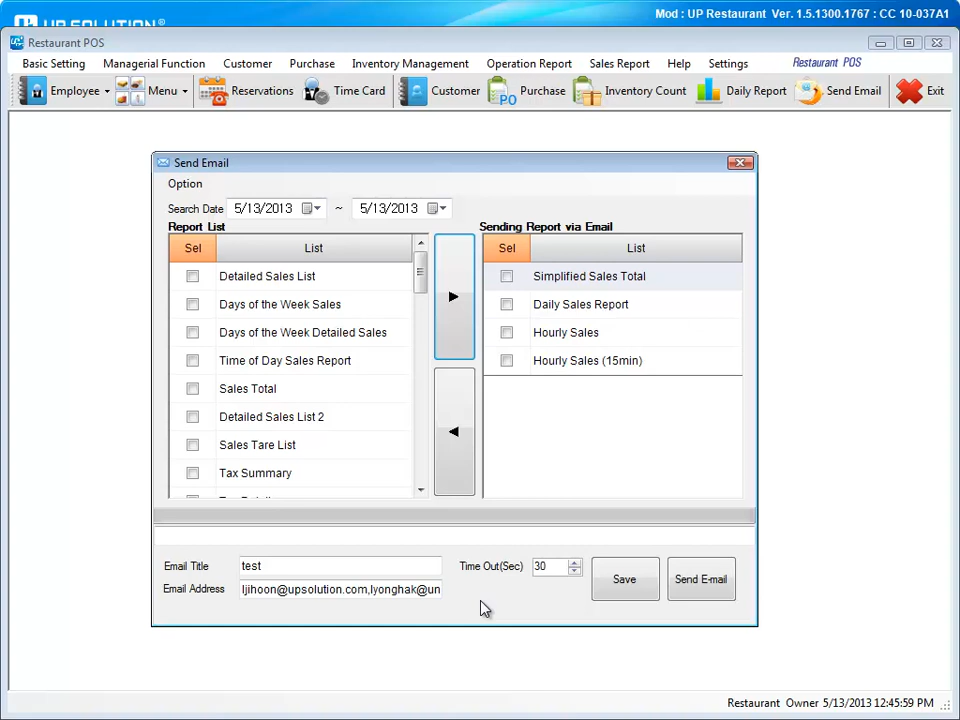 UP SOLUTION® Mod : UP Restaurant Ver. 1.5.1300.1767 : CC 10-037A1
Restaurant POS
Basic Setting Managerial Function Customer Purchase Inventory Management Operation Report Sales Report Help Settings Restaurant POS
Employee Menu Reservations Time Card Customer PO Purchase Inventory Count Daily Report Send Email Exit
Send Email
Option
Search Date 5/13/2013 ~ 5/13/2013
Report List Sending Report via Email
Sel List Sel List
Detailed Sales List Simplified Sales Total
Days of the Week Sales Daily Sales Report
Days of the Week Detailed Sales Hourly Sales
Time of Day Sales Report Hourly Sales (15min)
Sales Total
Detailed Sales List 2
Sales Tare List
Tax Summary
Email Title test Time Out(Sec) 30 Save Send E-mail
Email Address ljihoon@upsolution.com,lyonghak@un
Restaurant Owner 5/13/2013 12:45:59 PM